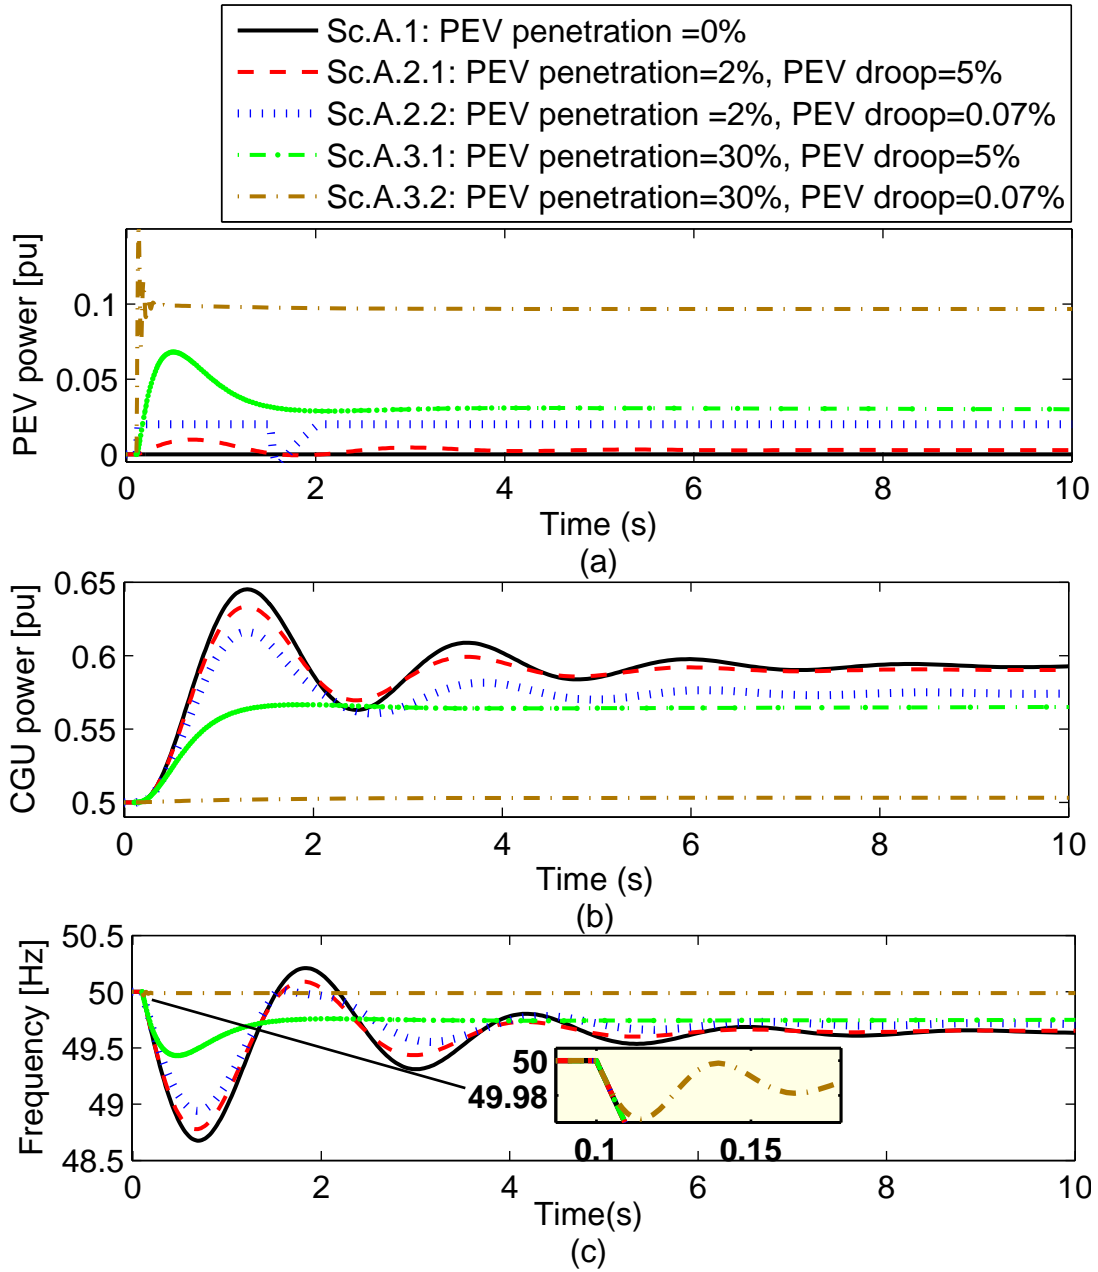 Sc.A.1: PEV penetration =0%
Sc.A.2.1: PEV penetration=2%, PEV droop=5%
Sc.A.2.2: PEV penetration =2%, PEV droop=0.07%
Sc.A.3.1: PEV penetration=30%, PEV droop=5%
Sc.A.3.2: PEV penetration=30%, PEV droop=0.07%
PEV power [pu]
0.1
0.05
0
0 2 4 6 8 10
Time (s)
(a)
CGU power [pu]
0.65
0.6
0.55
0.5
0 2 4 6 8 10
Time (s)
(b)
Frequency [Hz]
50.5
50
49.5
49
48.5
50
49.98
0.1 0.15
0 2 4 6 8 10
Time(s)
(c)